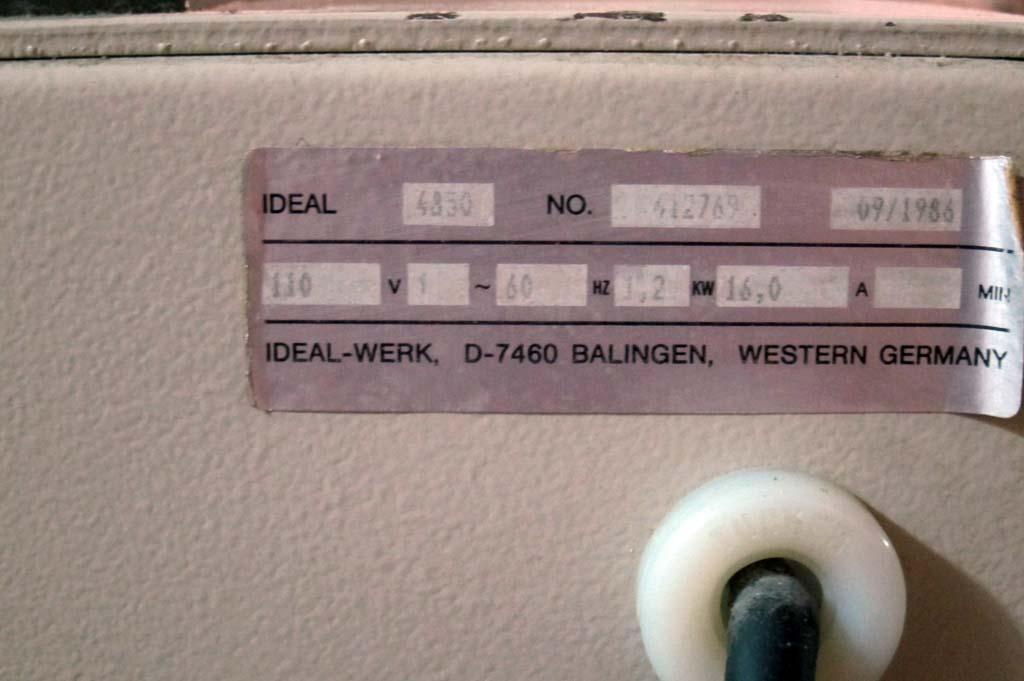 IDEAL 4850 NO. 412769 09/1986
110 V 1 ~ 60 HZ 1,2 KW 16,0 A MIN
IDEAL-WERK, D-7460 BALINGEN, WESTERN GERMANY